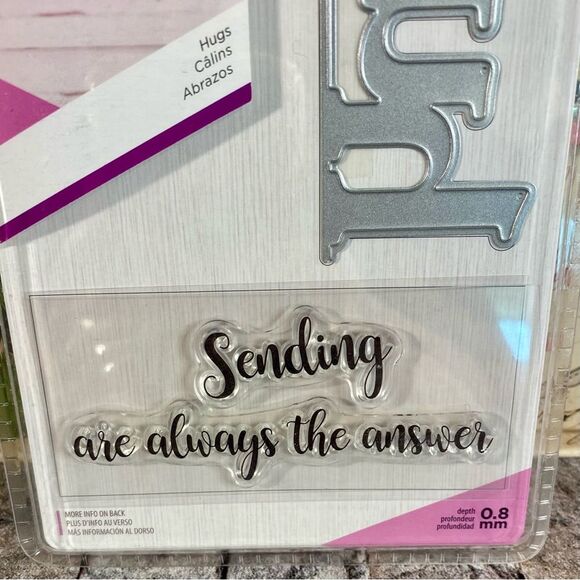 Hugs
Câlins
Abrazos
Sending
are always the answer
MORE INFO ON BACK
PLUS D'INFO AU VERSO
MÁS INFORMACIÓN AL DORSO
depth
profondeur
profundidad
0.8
mm